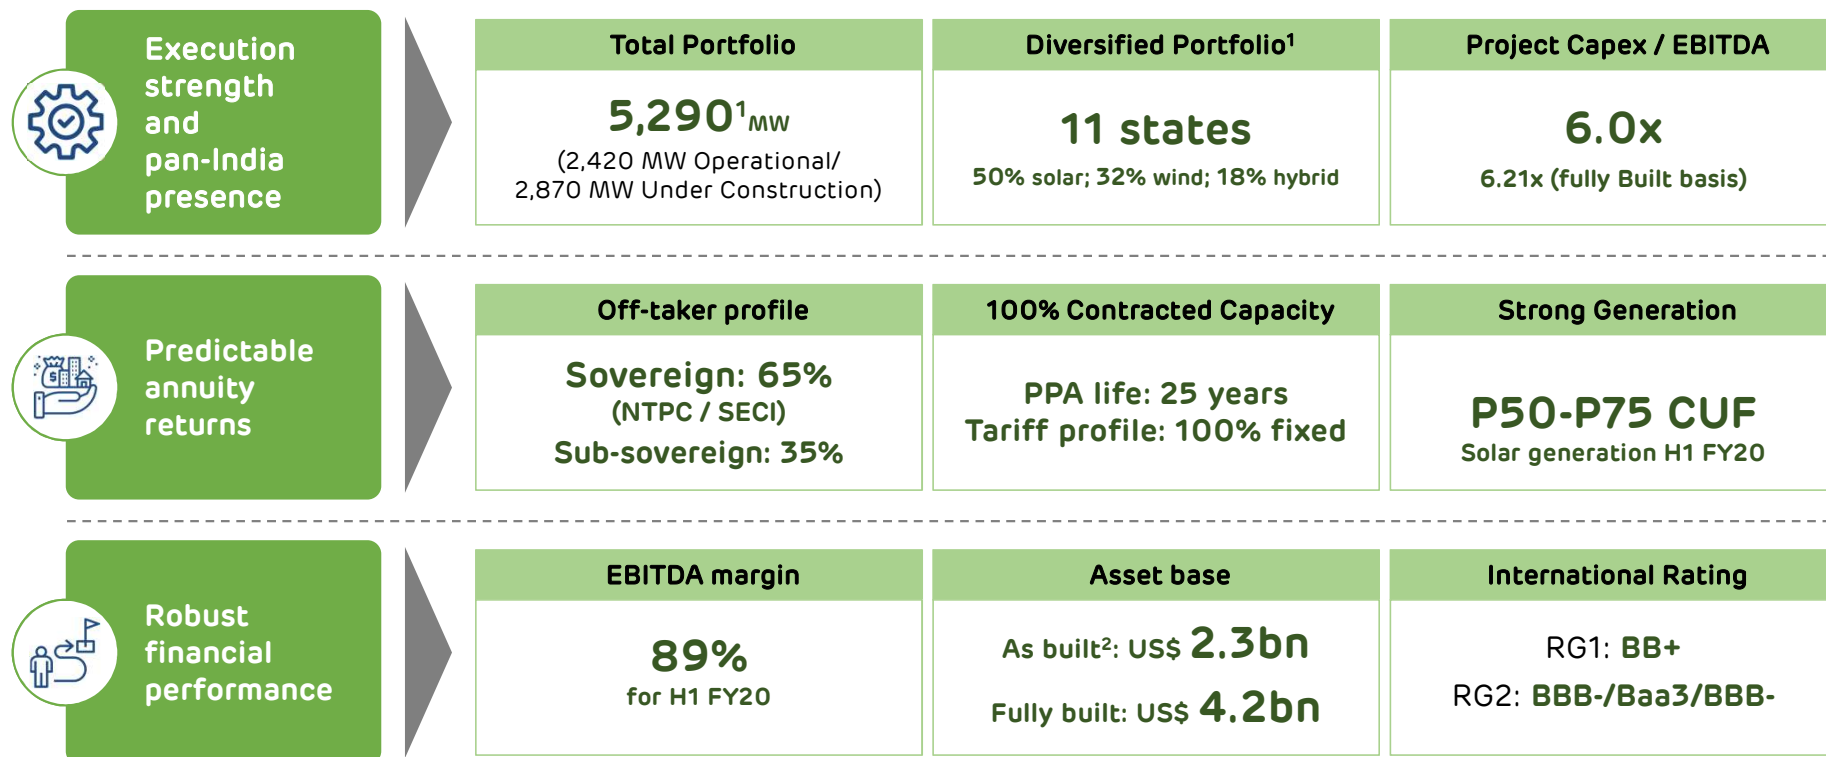 Execution
strength
and
pan-India
presence
Total Portfolio
5,290¹ MW
(2,420 MW Operational/
2,870 MW Under Construction)
Diversified Portfolio¹
11 states
50% solar; 32% wind; 18% hybrid
Project Capex / EBITDA
6.0x
6.21x (fully Built basis)
Predictable
annuity
returns
Off-taker profile
Sovereign: 65%
(NTPC / SECI)
Sub-sovereign: 35%
100% Contracted Capacity
PPA life: 25 years
Tariff profile: 100% fixed
Strong Generation
P50-P75 CUF
Solar generation H1 FY20
Robust
financial
performance
EBITDA margin
89%
for H1 FY20
Asset base
As built²: US$ 2.3bn
Fully built: US$ 4.2bn
International Rating
RG1: BB+
RG2: BBB-/Baa3/BBB-